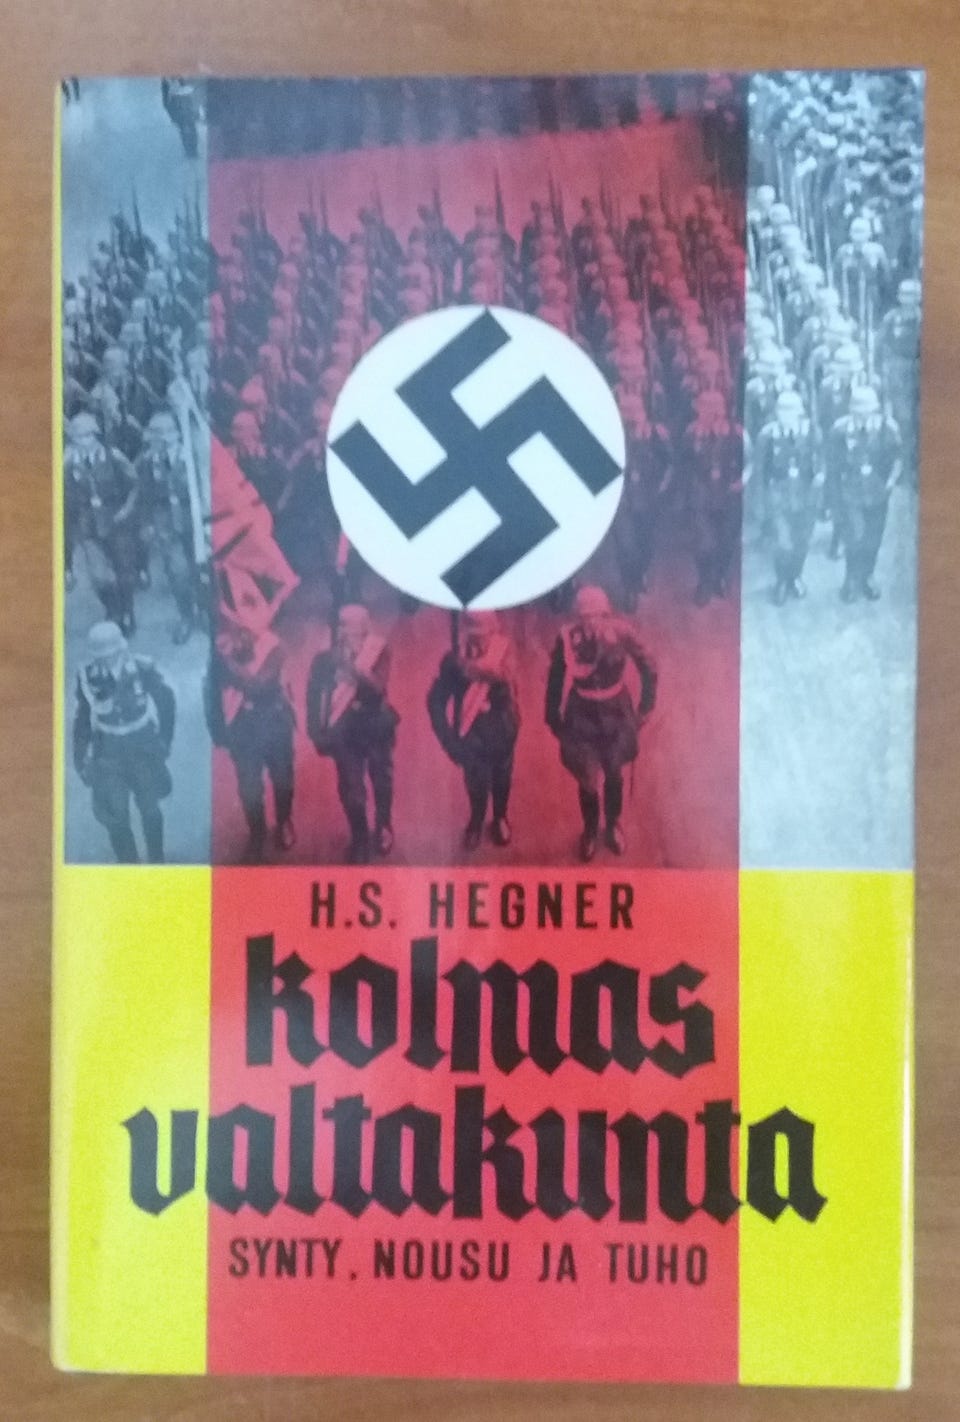 H.S. HEGNER
kolmas
valtakunta
SYNTY, NOUSU JA TUHO